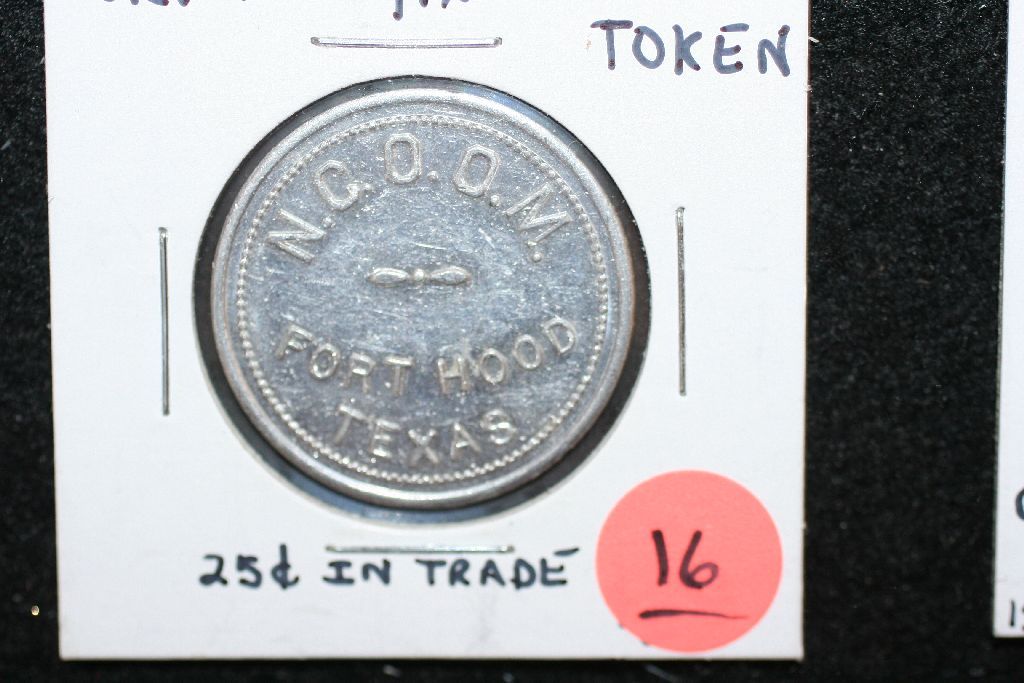 TOKEN
N.C.O.O.M.
FORT HOOD
TEXAS
25¢ IN TRADE
16